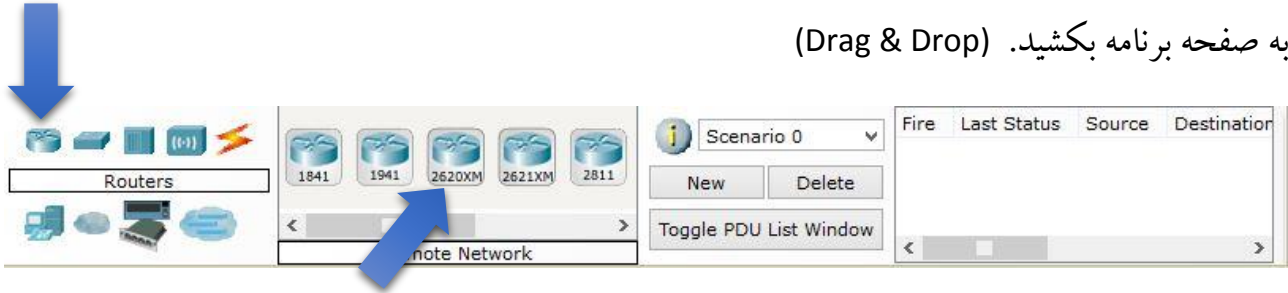 به صفحه برنامه بکشید. (Drag & Drop)
Routers
1841 1941 2620XM 2621XM 2811
Network
Scenario 0
New Delete
Toggle PDU List Window
Fire Last Status Source Destination